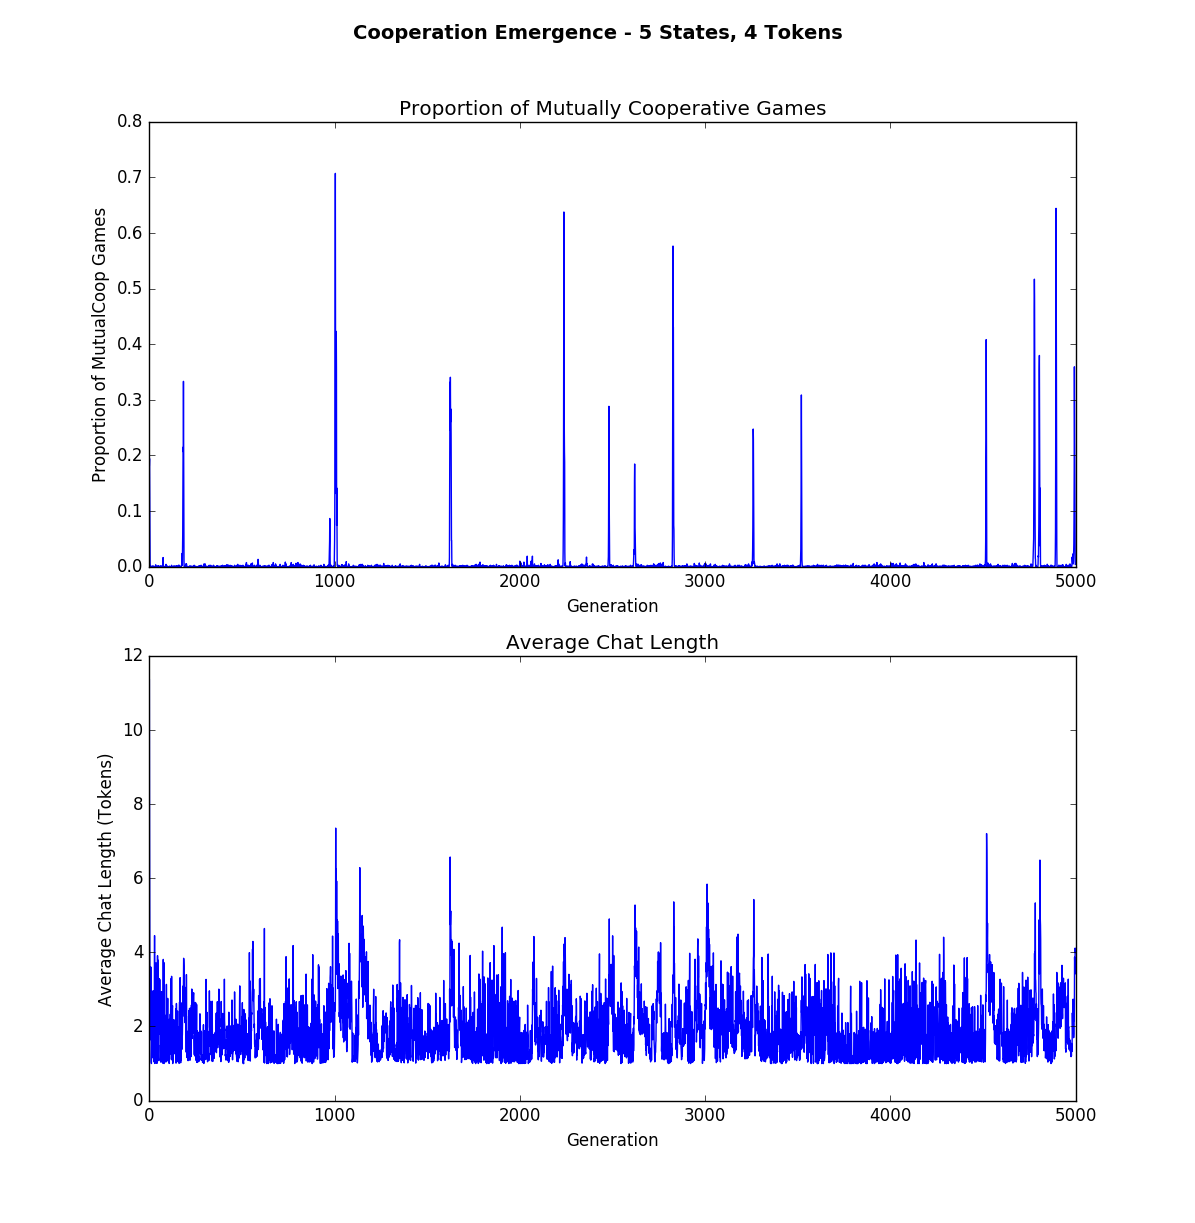 Cooperation Emergence - 5 States, 4 Tokens
Proportion of Mutually Cooperative Games
0.8
0.7
0.6
0.5
0.4
0.3
0.2
0.1
0.0
Proportion of MutualCoop Games
0 1000 2000 3000 4000 5000
Generation
Average Chat Length
12
10
8
6
4
2
0
Average Chat Length (Tokens)
0 1000 2000 3000 4000 5000
Generation